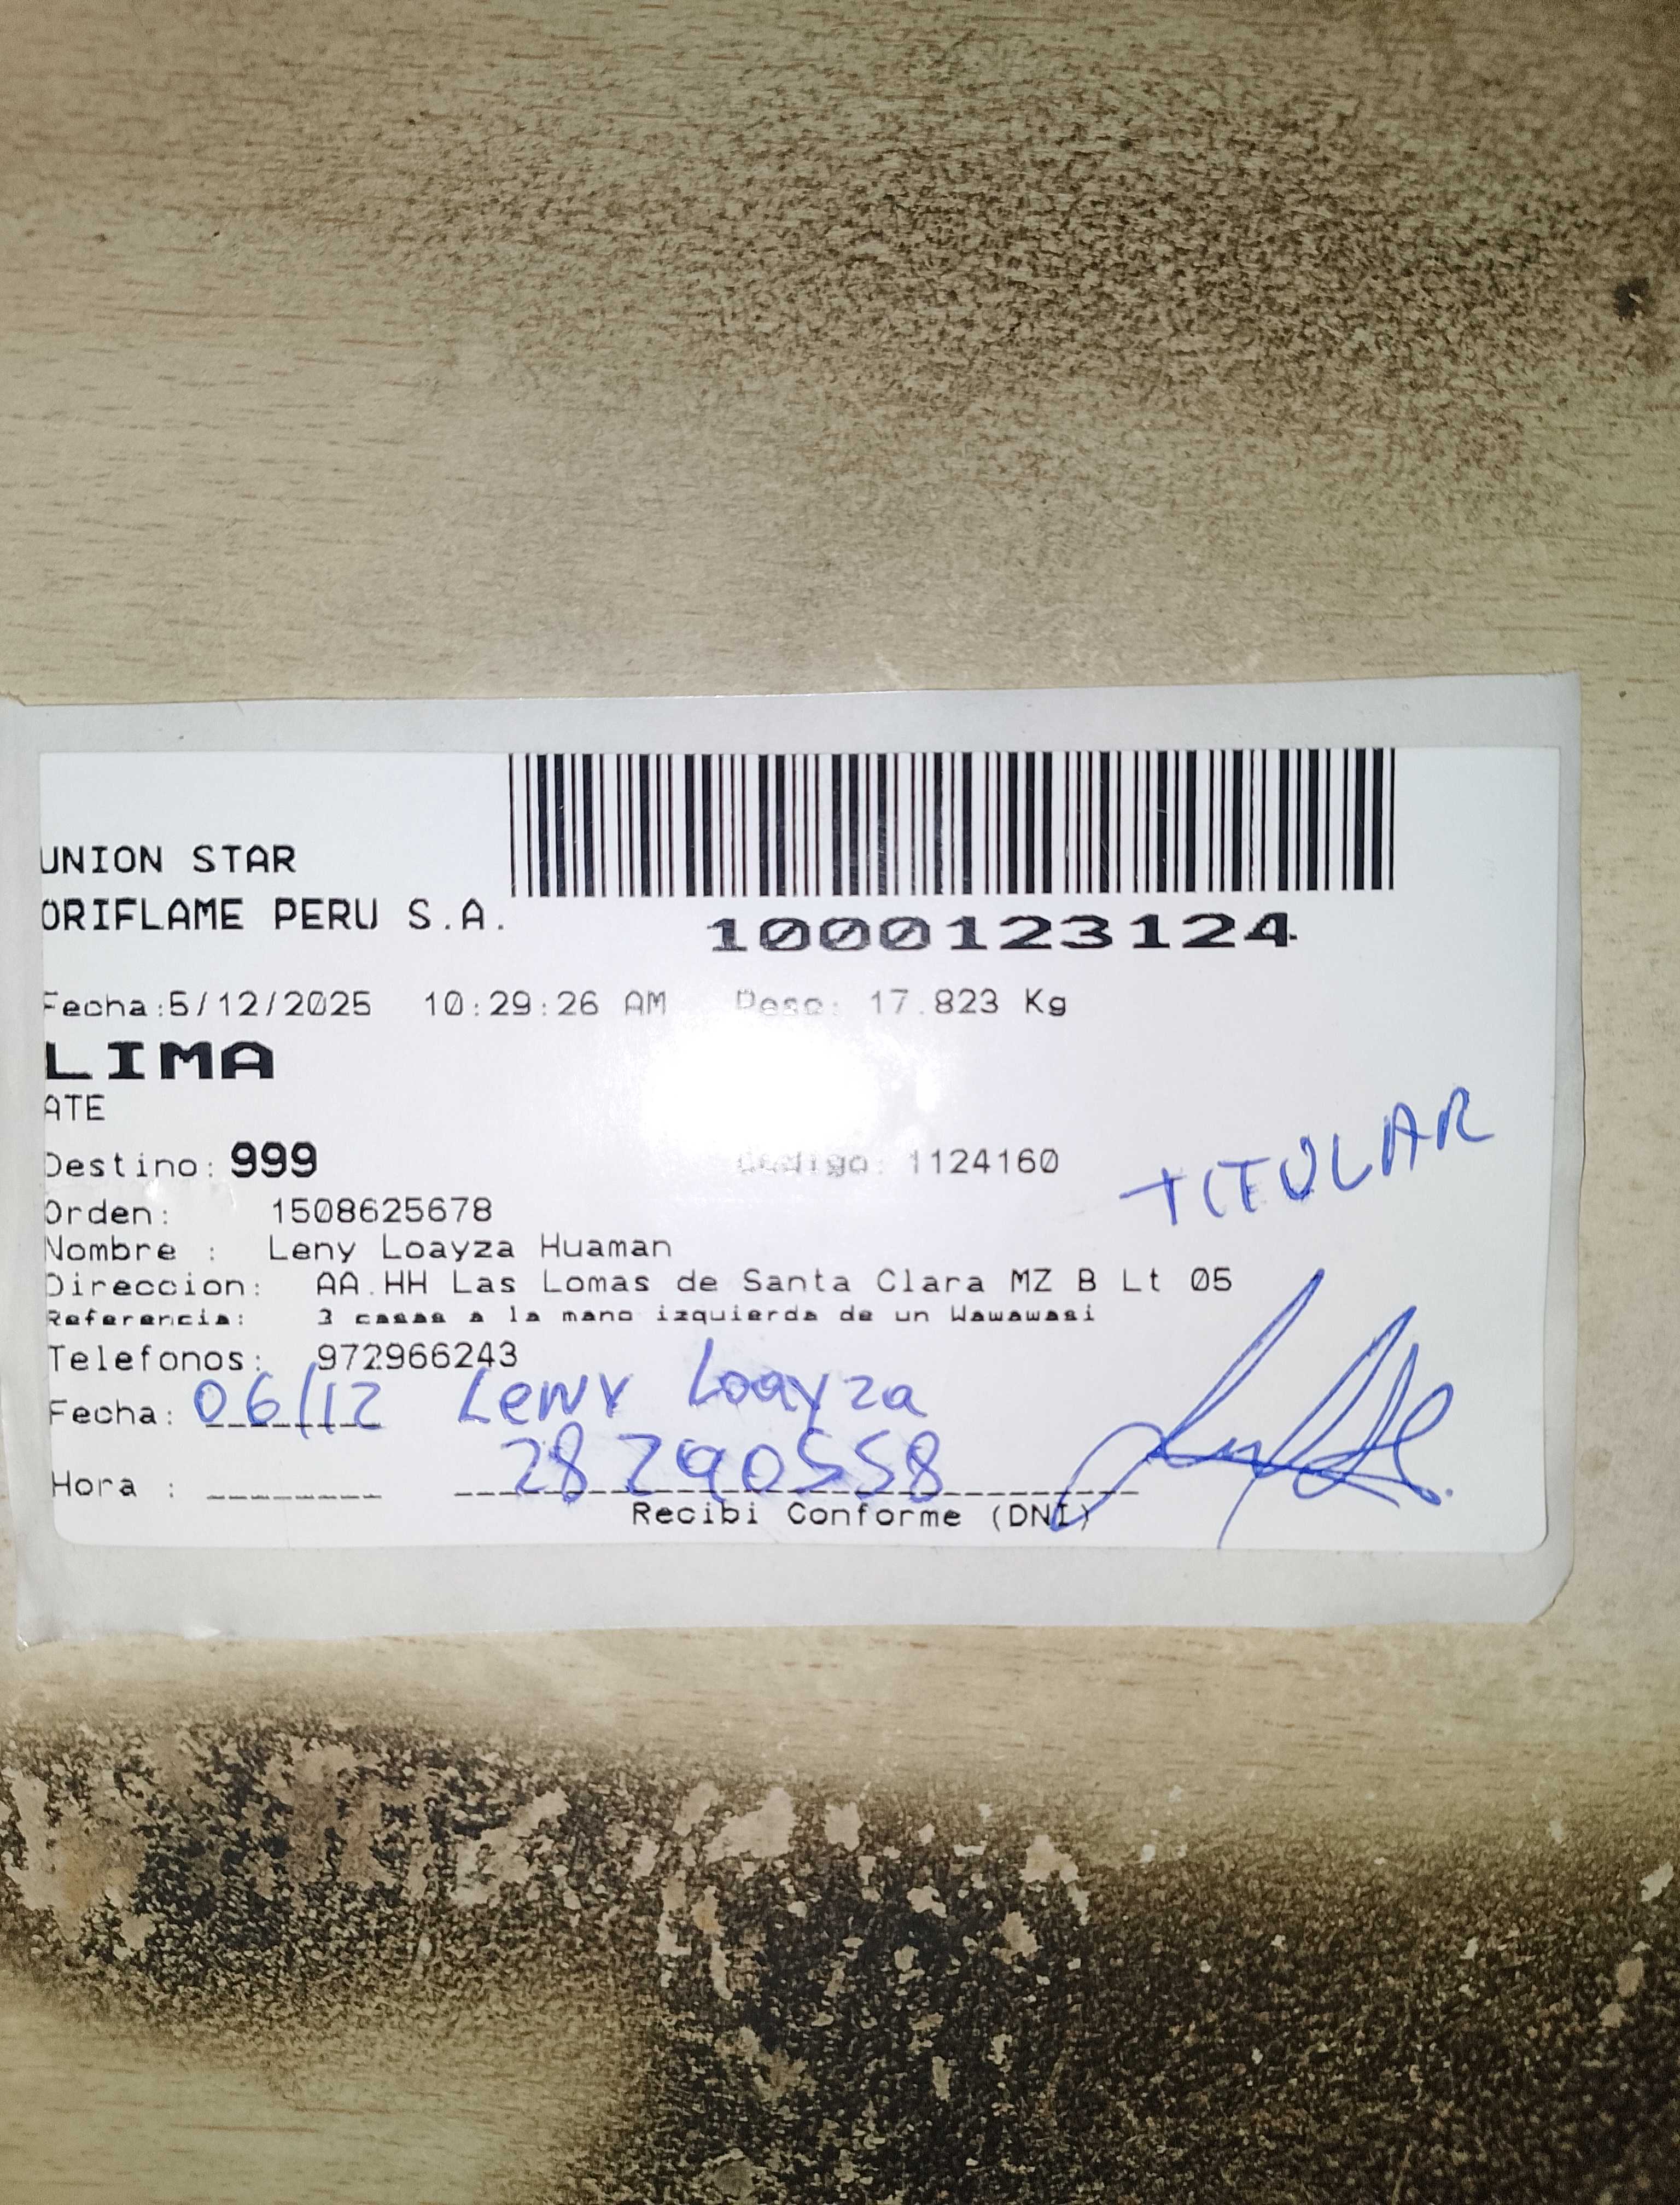 UNION STAR
ORIFLAME PERU S.A.
1000123124
Fecha:5/12/2025 10:29:26 AM Peso: 17.823 Kg
LIMA
ATE
Destino: 999 Codigo: 1124160
TITULAR
Orden: 1508625678
Nombre : Leny Loayza Huaman
Direccion: AA.HH Las Lomas de Santa Clara MZ B Lt 05
Referencia: 3 casas a la mano izquierda de un Wawawasi
Telefonos: 972966243
Fecha: 06/12 Leny Loayza
28290558
Hora :
Recibi Conforme (DNI)